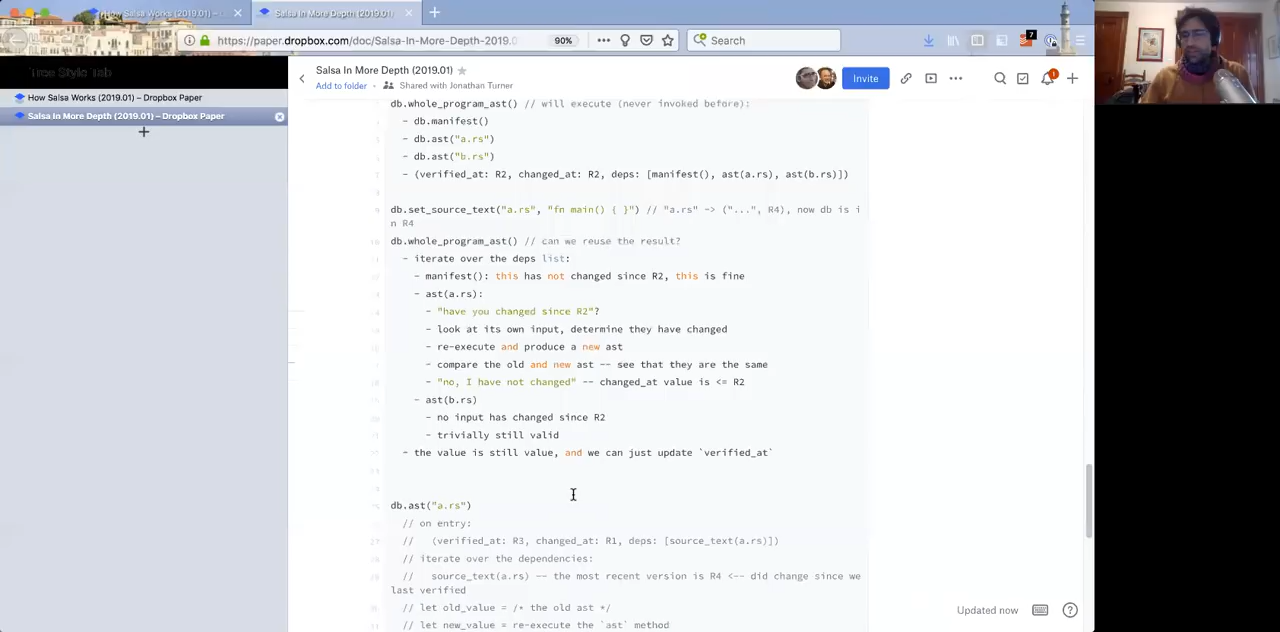 How Salsa Works (2019.01) –
Salsa In More Depth (2019.01)
https://paper.dropbox.com/doc/Salsa-In-More-Depth-2019.0
90%
Search
7
Tree Style Tab
How Salsa Works (2019.01) – Dropbox Paper
Salsa In More Depth (2019.01) – Dropbox Paper
Salsa In More Depth (2019.01)
Add to folder
Shared with Jonathan Turner
Invite
1
db.whole_program_ast() // will execute (never invoked before):
- db.manifest()
- db.ast("a.rs")
- db.ast("b.rs")
- (verified_at: R2, changed_at: R2, deps: [manifest(), ast(a.rs), ast(b.rs)])
db.set_source_text("a.rs", "fn main() { }") // "a.rs" -> ("...", R4), now db is i
n R4
db.whole_program_ast() // can we reuse the result?
- iterate over the deps list:
- manifest(): this has not changed since R2, this is fine
- ast(a.rs):
- "have you changed since R2"?
- look at its own input, determine they have changed
- re-execute and produce a new ast
- compare the old and new ast -- see that they are the same
- "no, I have not changed" -- changed_at value is <= R2
- ast(b.rs)
- no input has changed since R2
- trivially still valid
- the value is still value, and we can just update `verified_at`
db.ast("a.rs")
// on entry:
// (verified_at: R3, changed_at: R1, deps: [source_text(a.rs)])
// iterate over the dependencies:
// source_text(a.rs) -- the most recent version is R4 <-- did change since we
last verified
// let old_value = /* the old ast */
// let new_value = re-execute the `ast` method
Updated now